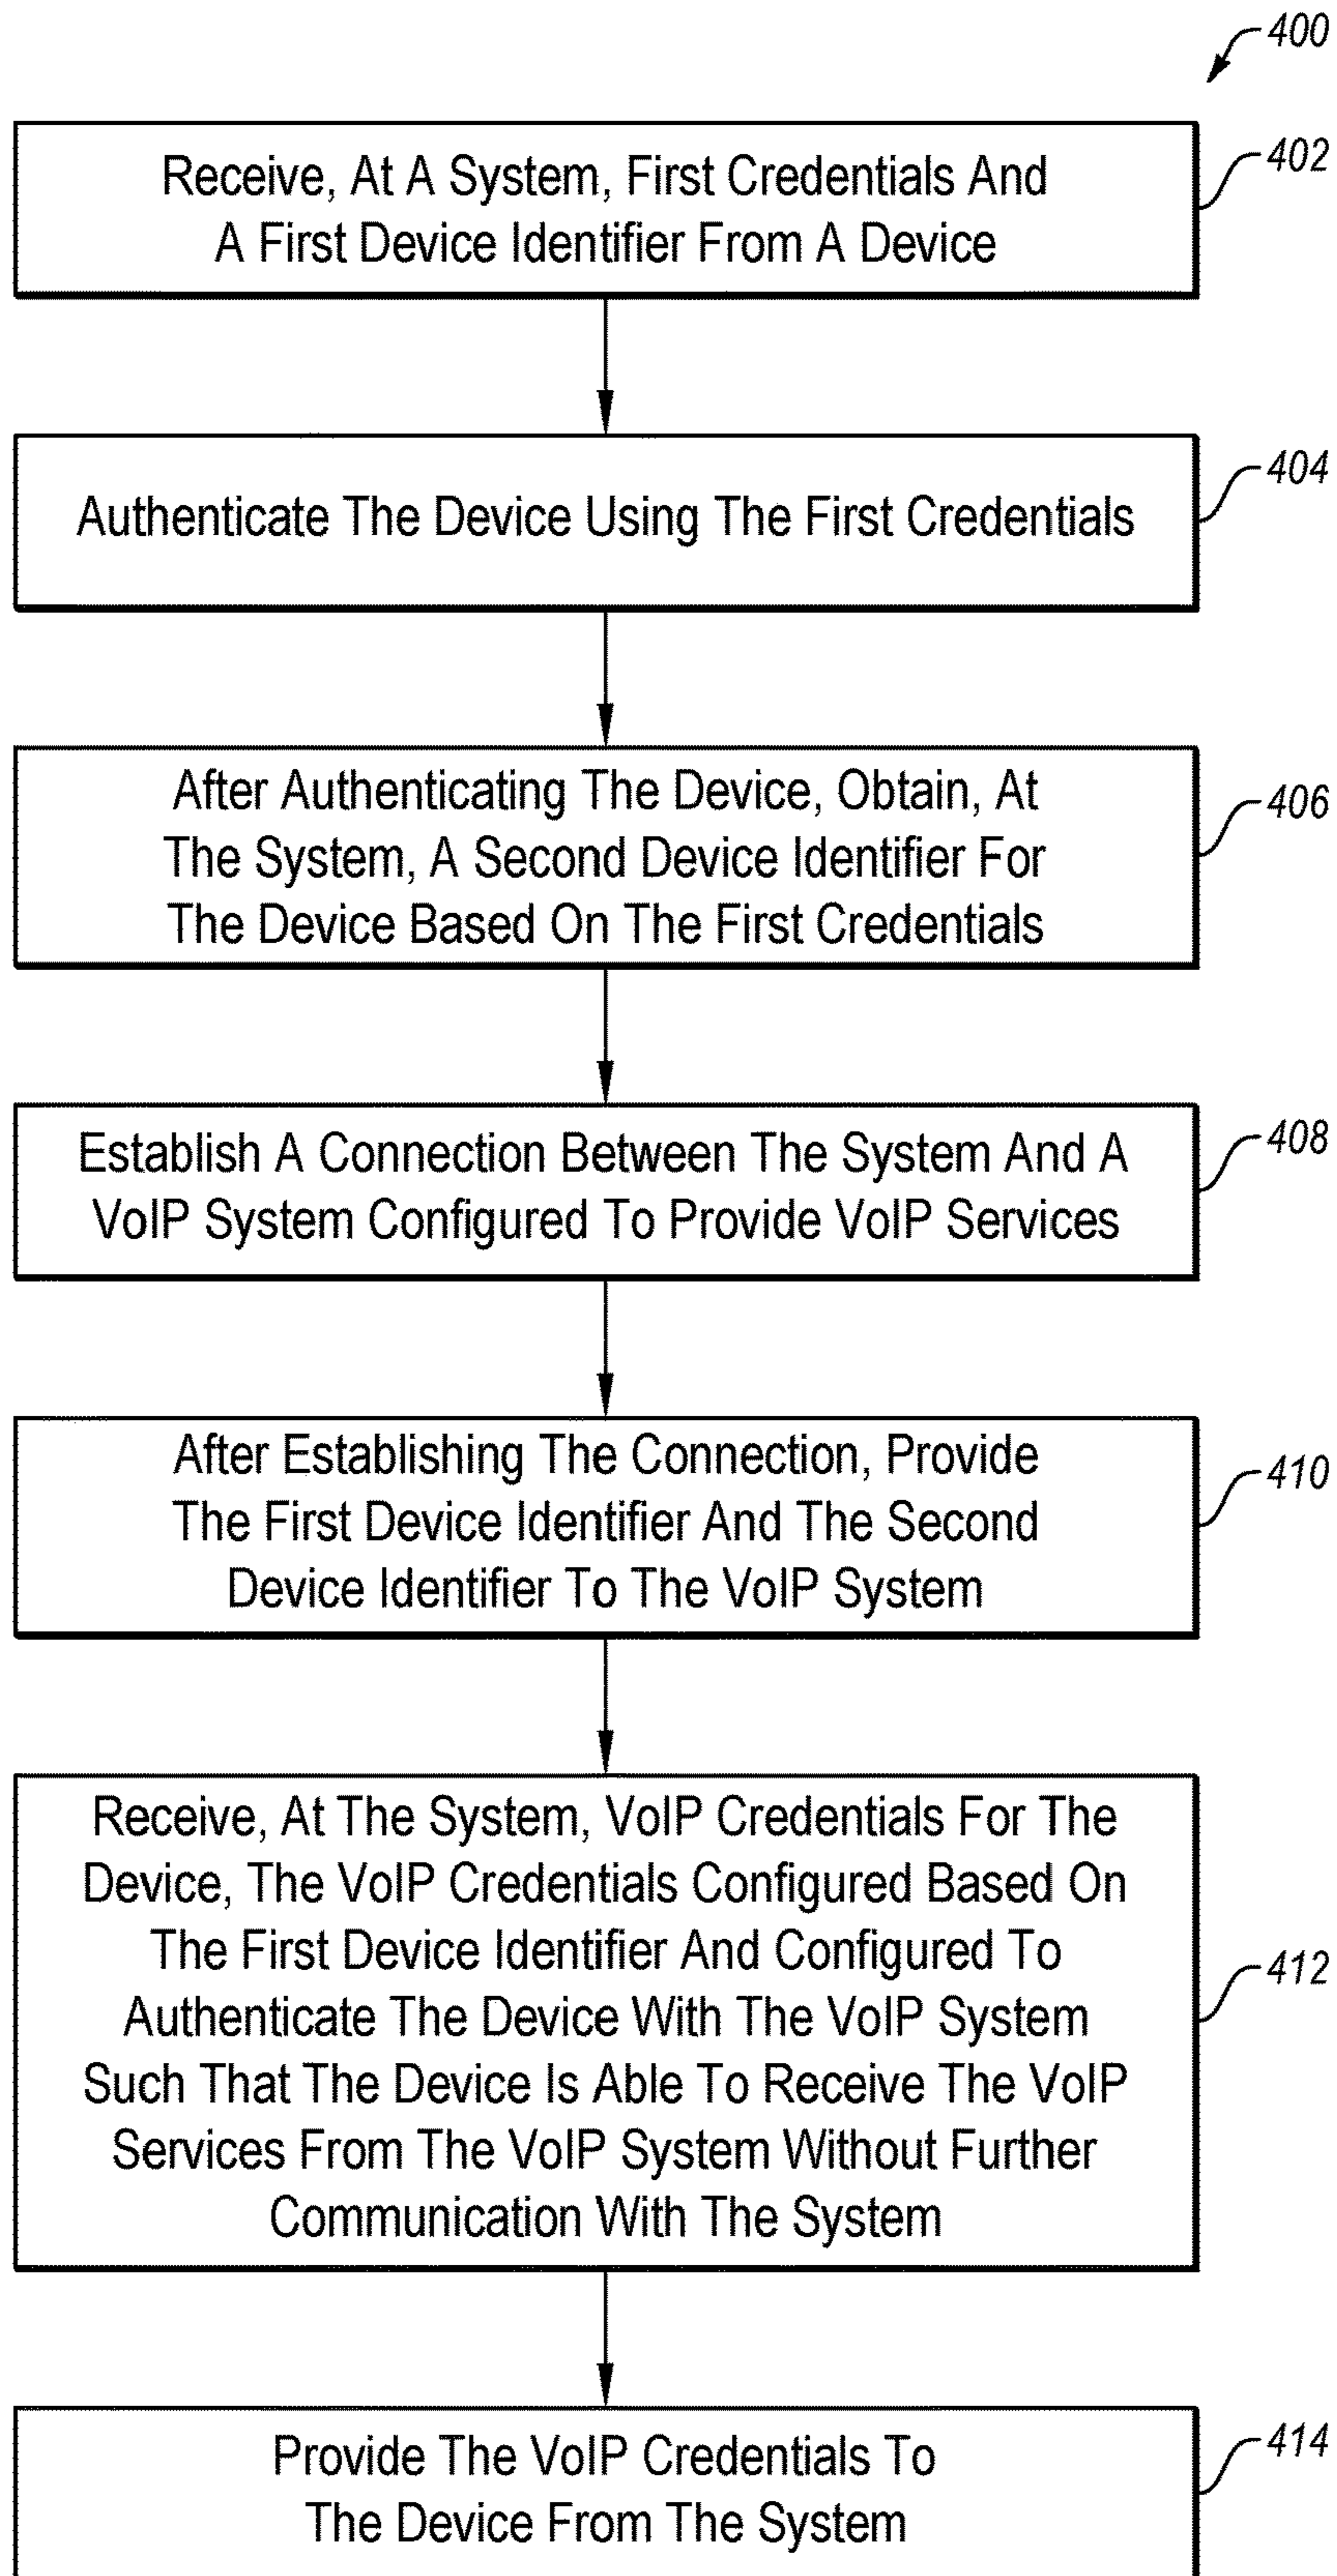 400
Receive, At A System, First Credentials And
A First Device Identifier From A Device
402
Authenticate The Device Using The First Credentials
404
After Authenticating The Device, Obtain, At
The System, A Second Device Identifier For
The Device Based On The First Credentials
406
Establish A Connection Between The System And A
VoIP System Configured To Provide VoIP Services
408
After Establishing The Connection, Provide
The First Device Identifier And The Second
Device Identifier To The VoIP System
410
Receive, At The System, VoIP Credentials For The
Device, The VoIP Credentials Configured Based On
The First Device Identifier And Configured To
Authenticate The Device With The VoIP System
Such That The Device Is Able To Receive The VoIP
Services From The VoIP System Without Further
Communication With The System
412
Provide The VoIP Credentials To
The Device From The System
414